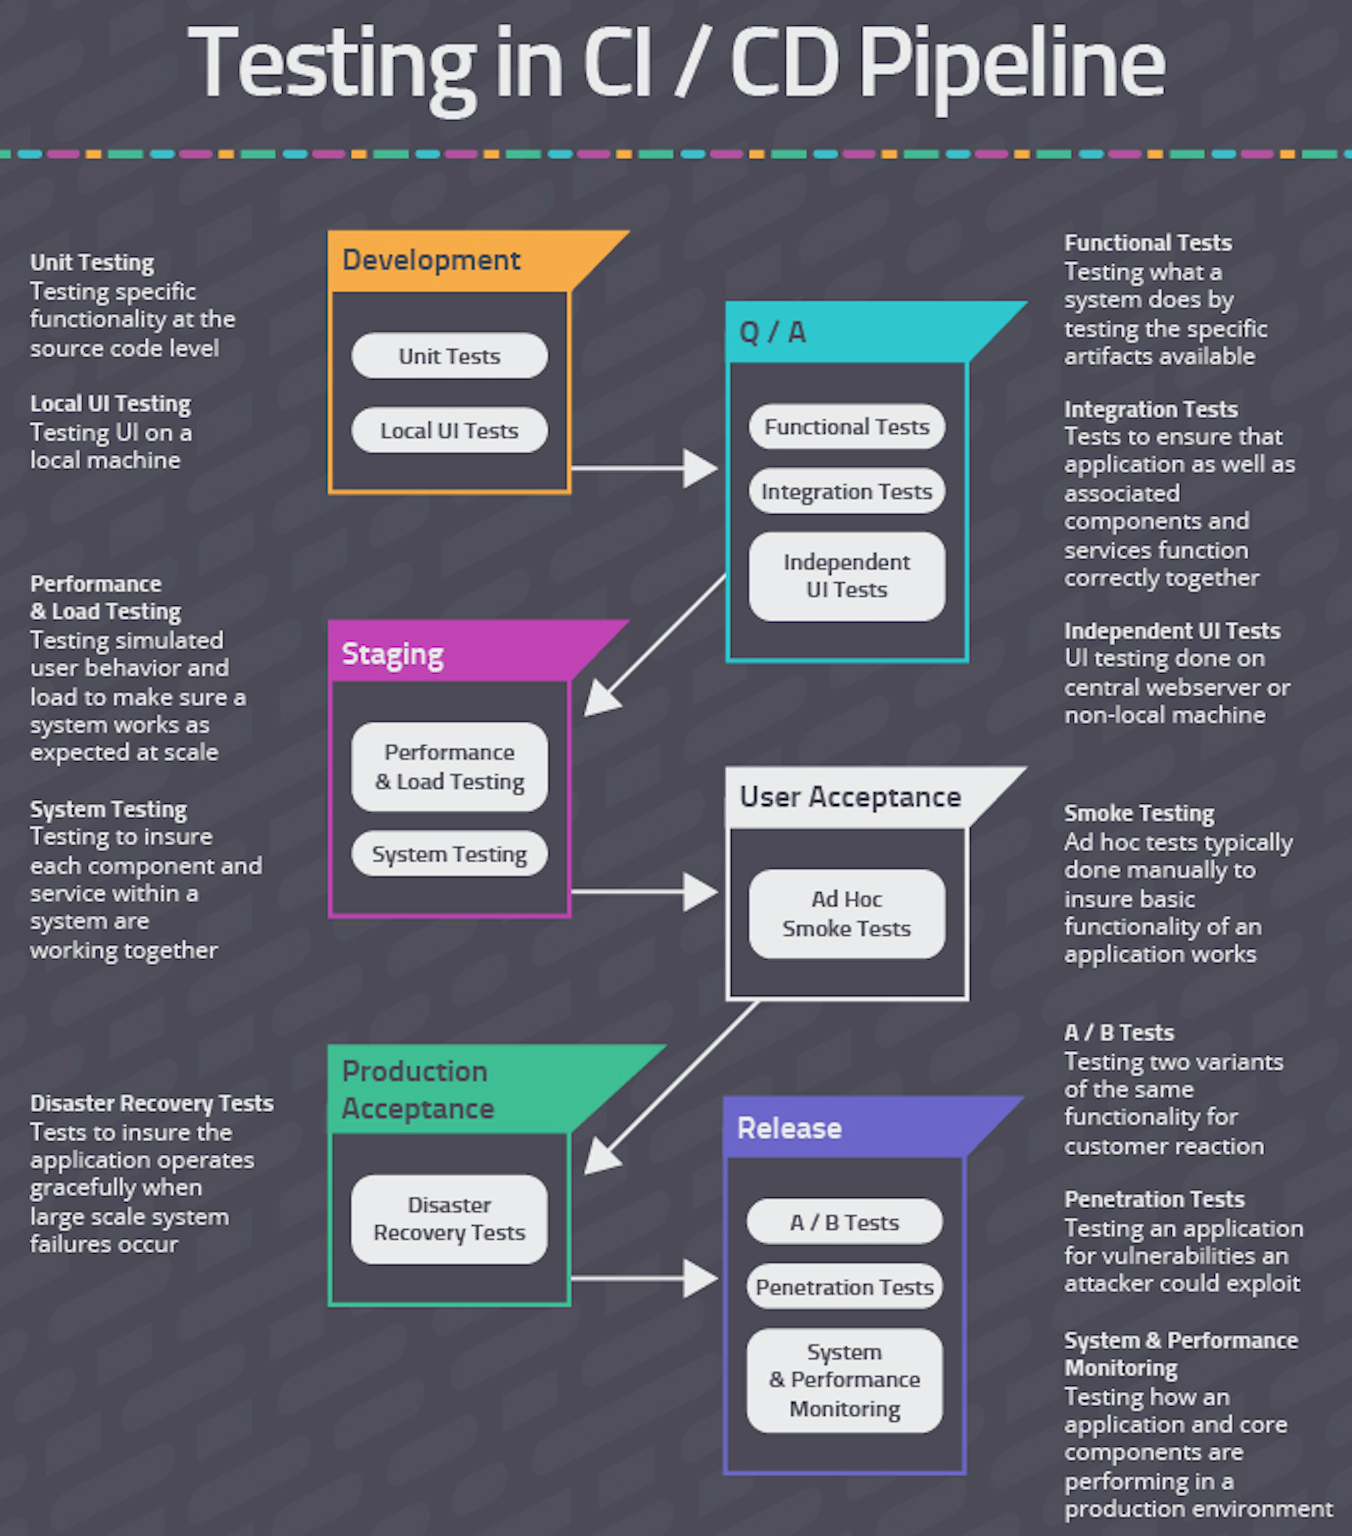 Testing in CI / CD Pipeline
Unit Testing
Testing specific
functionality at the
source code level
Local UI Testing
Testing UI on a
local machine
Development
Unit Tests
Local UI Tests
Q / A
Functional Tests
Integration Tests
Independent
UI Tests
Functional Tests
Testing what a
system does by
testing the specific
artifacts available
Integration Tests
Tests to ensure that
application as well as
associated
components and
services function
correctly together
Independent UI Tests
UI testing done on
central webserver or
non-local machine
Performance
& Load Testing
Testing simulated
user behavior and
load to make sure a
system works as
expected at scale
System Testing
Testing to insure
each component and
service within a
system are
working together
Staging
Performance
& Load Testing
System Testing
User Acceptance
Ad Hoc
Smoke Tests
Smoke Testing
Ad hoc tests typically
done manually to
insure basic
functionality of an
application works
Disaster Recovery Tests
Tests to insure the
application operates
gracefully when
large scale system
failures occur
Production
Acceptance
Disaster
Recovery Tests
Release
A / B Tests
Penetration Tests
System
& Performance
Monitoring
A / B Tests
Testing two variants
of the same
functionality for
customer reaction
Penetration Tests
Testing an application
for vulnerabilities an
attacker could exploit
System & Performance
Monitoring
Testing how an
application and core
components are
performing in a
production environment